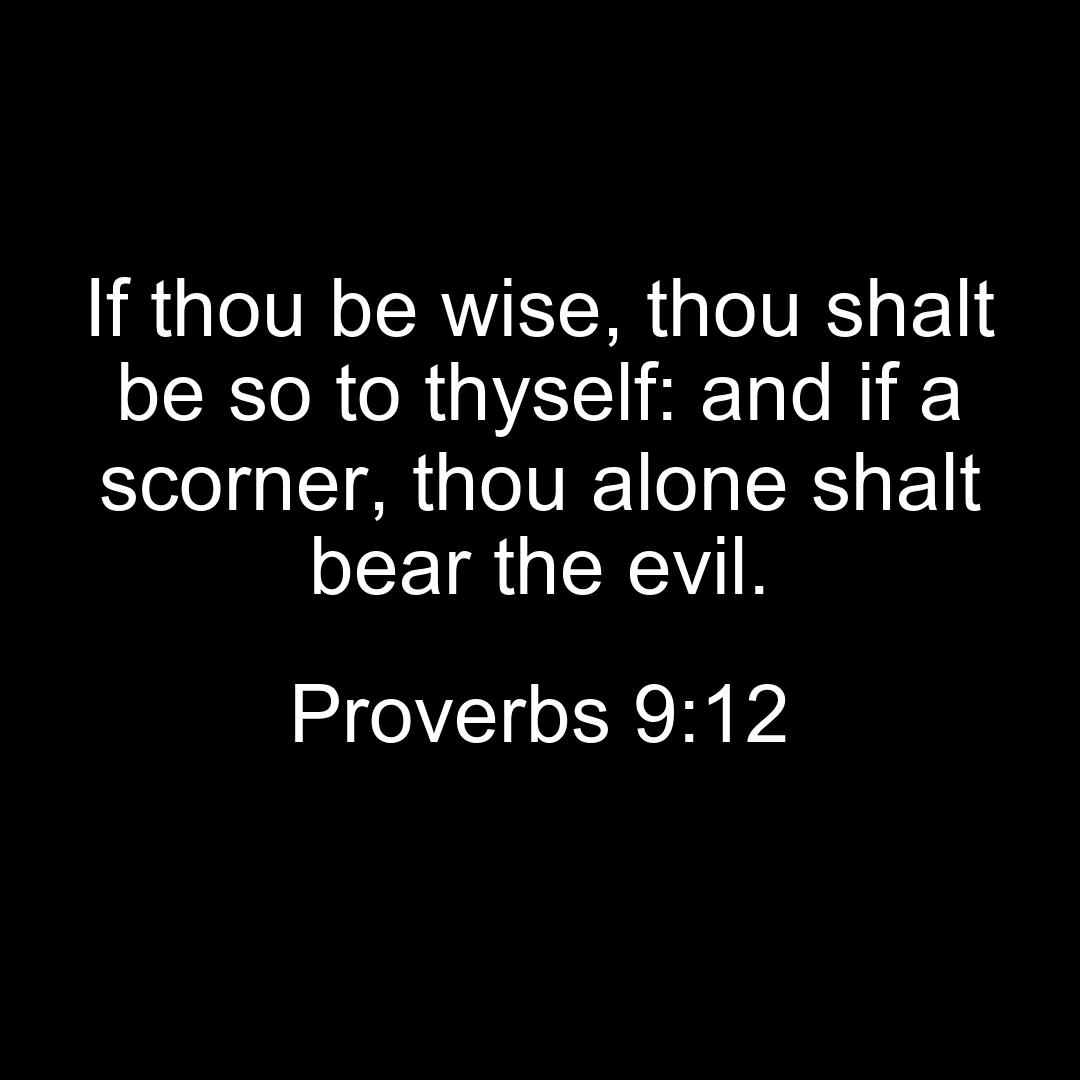 If thou be wise, thou shalt
be so to thyself: and if a
scorner, thou alone shalt
bear the evil.
Proverbs 9:12